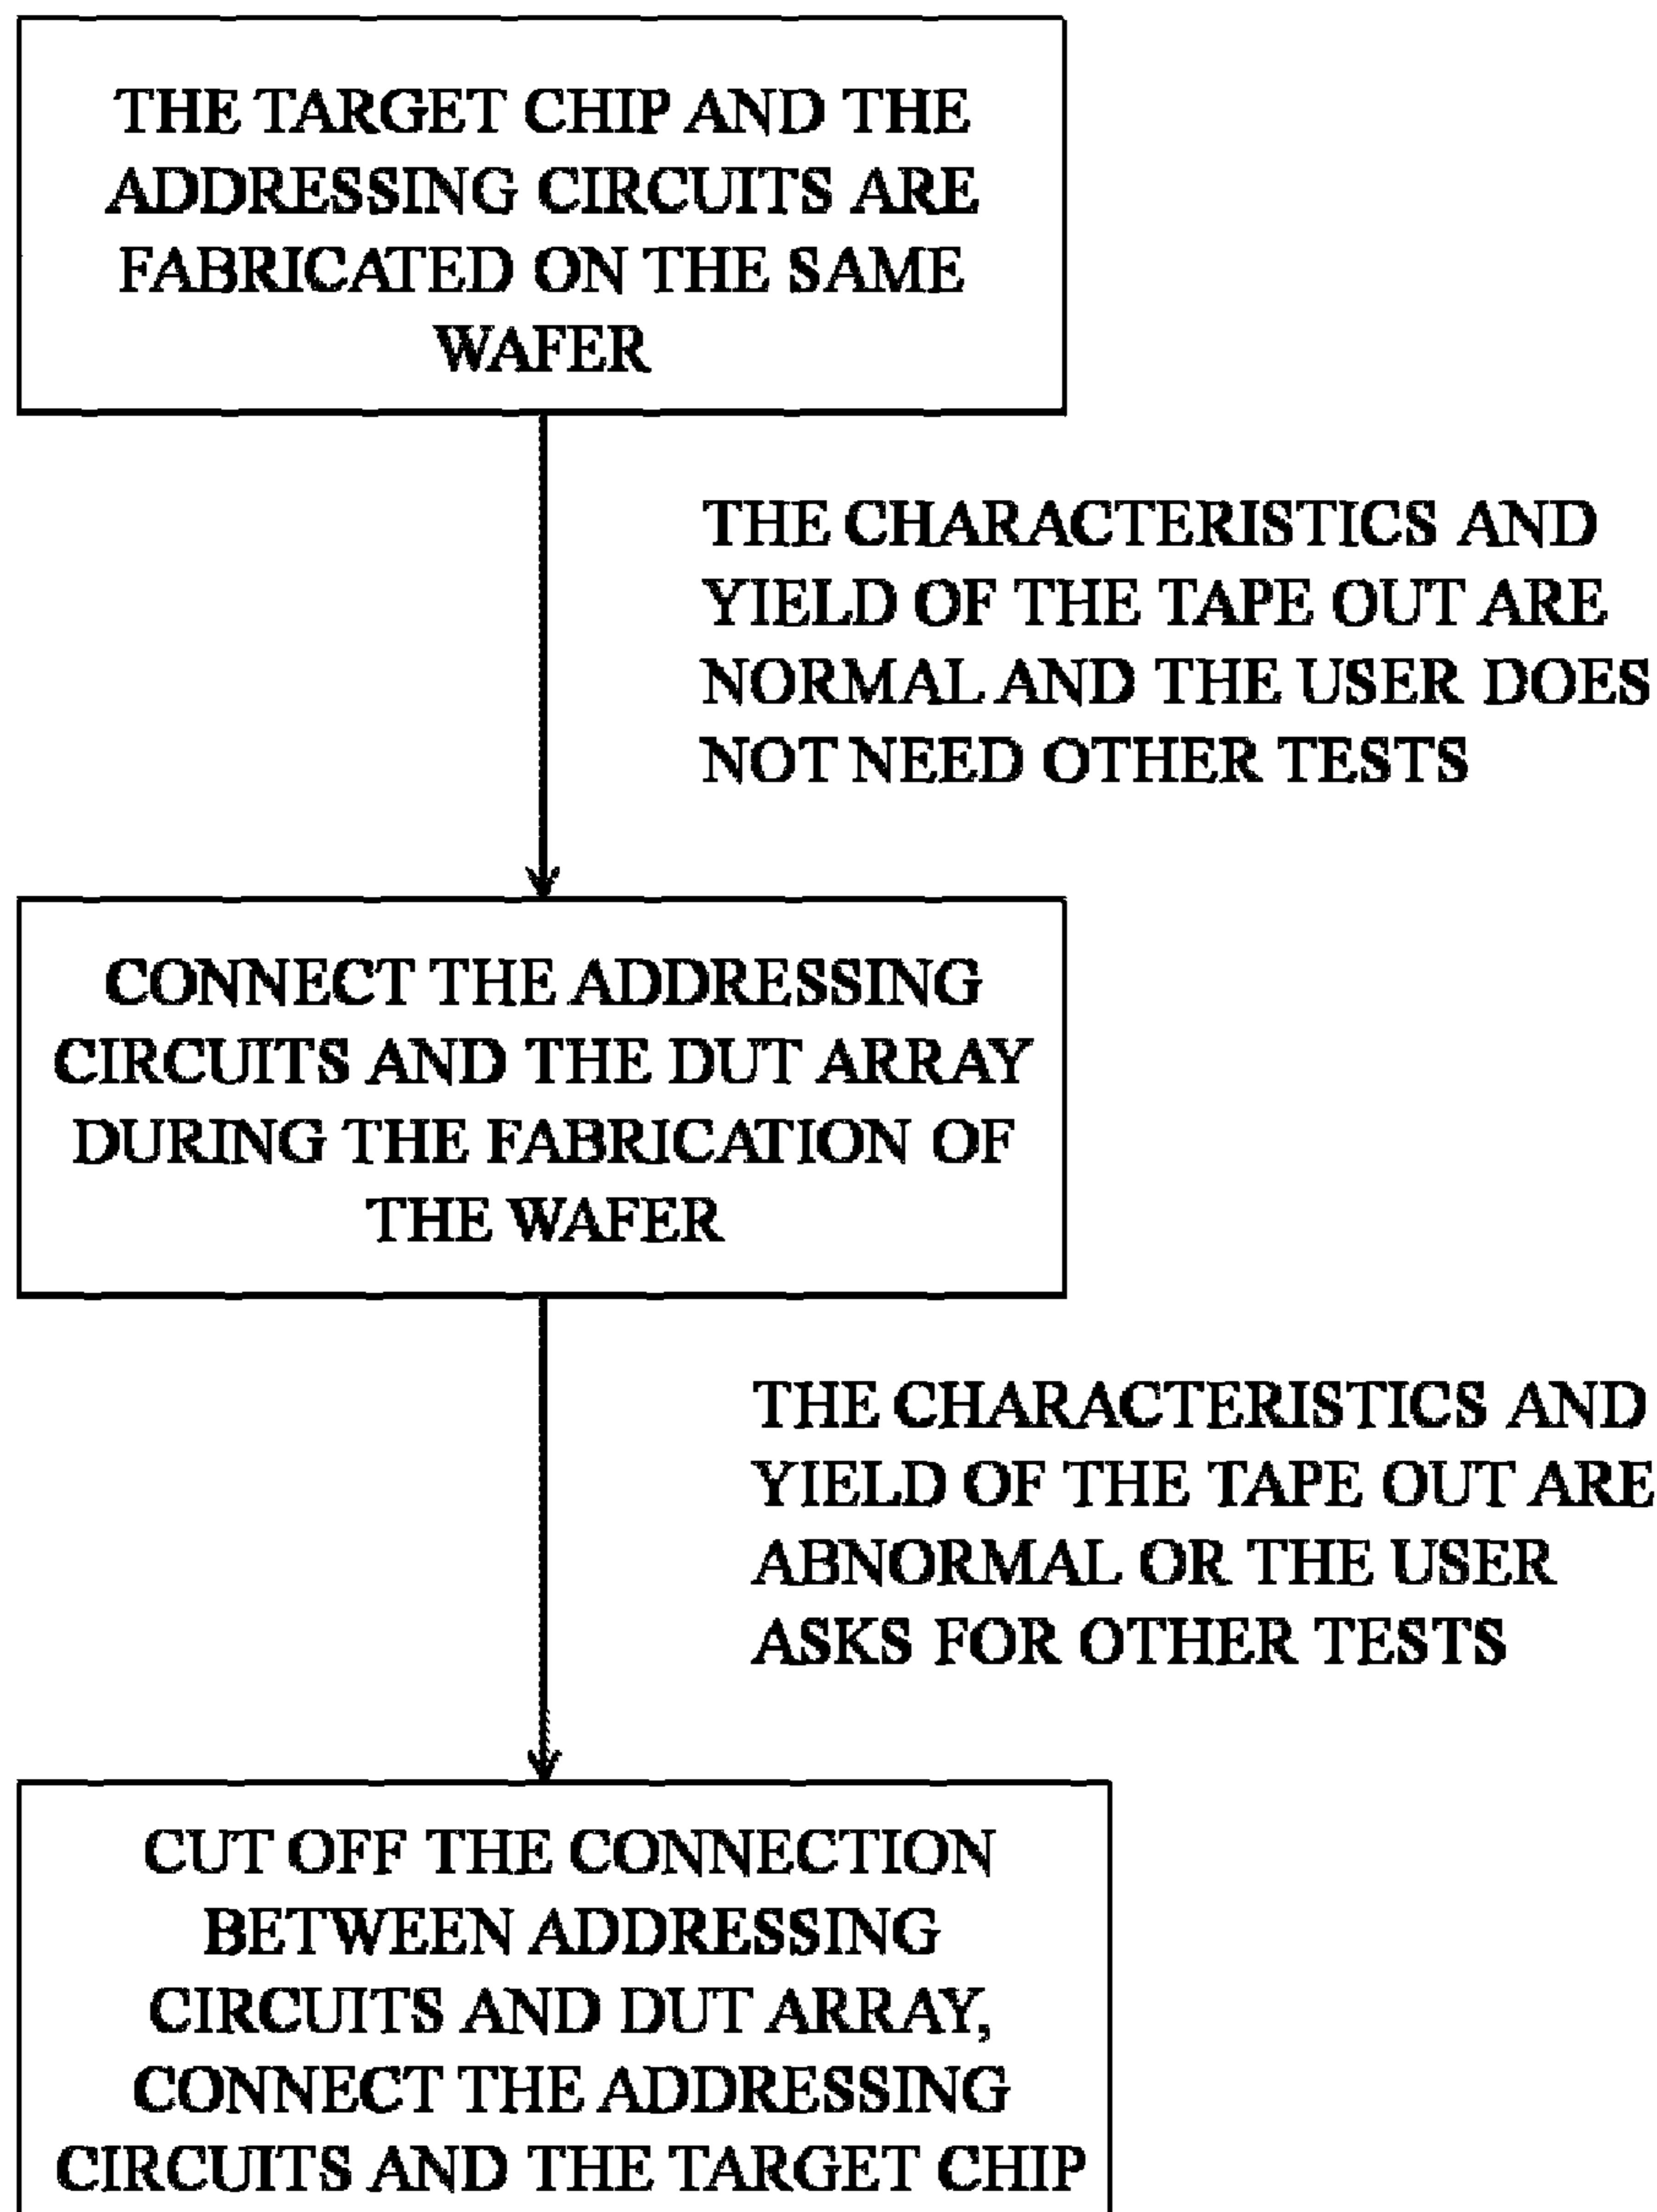 THE TARGET CHIP AND THE
ADDRESSING CIRCUITS ARE
FABRICATED ON THE SAME
WAFER
THE CHARACTERISTICS AND
YIELD OF THE TAPE OUT ARE
NORMAL AND THE USER DOES
NOT NEED OTHER TESTS
CONNECT THE ADDRESSING
CIRCUITS AND THE DUT ARRAY
DURING THE FABRICATION OF
THE WAFER
THE CHARACTERISTICS AND
YIELD OF THE TAPE OUT ARE
ABNORMAL OR THE USER
ASKS FOR OTHER TESTS
CUT OFF THE CONNECTION
BETWEEN ADDRESSING
CIRCUITS AND DUT ARRAY,
CONNECT THE ADDRESSING
CIRCUITS AND THE TARGET CHIP